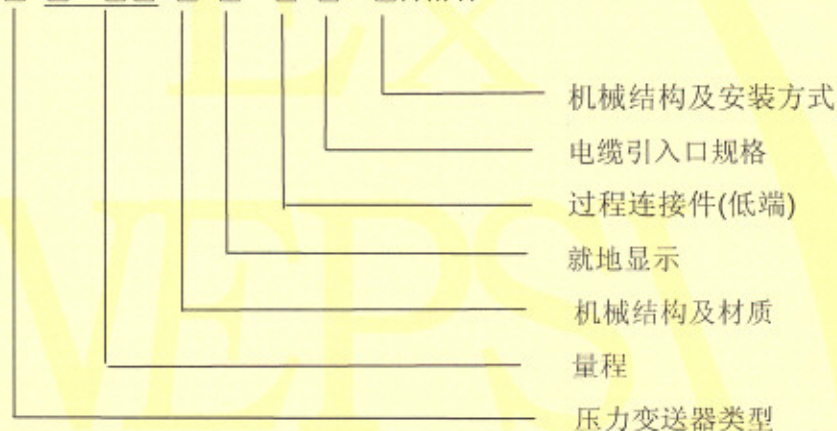 机械结构及安装方式
电缆引入口规格
过程连接件(低端)
就地显示
机械结构及材质
量程
压力变送器类型